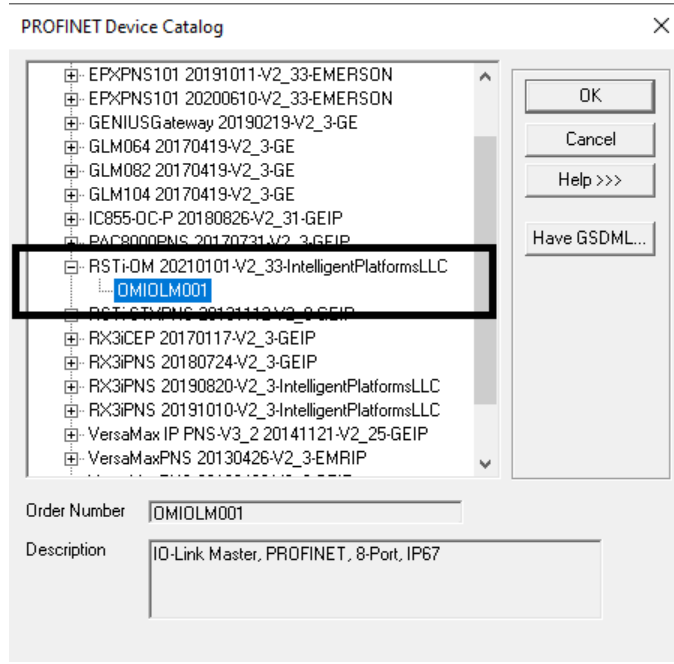 PROFINET Device Catalog
EPXPNS101 20191011-V2_33-EMERSON
EPXPNS101 20200610-V2_33-EMERSON
GENIUSGateway 20190219-V2_3-GE
GLM064 20170419-V2_3-GE
GLM082 20170419-V2_3-GE
GLM104 20170419-V2_3-GE
IC855-OC-P 20180826-V2_31-GEIP
PAC8000PNS 20170731-V2_3-GEIP
RSTi-OM 20210101-V2_33-IntelligentPlatformsLLC
OMIOLM001
RX3iCEP 20170117-V2_3-GEIP
RX3iPNS 20180724-V2_3-GEIP
RX3iPNS 20190820-V2_3-IntelligentPlatformsLLC
RX3iPNS 20191010-V2_3-IntelligentPlatformsLLC
VersaMax IP PNS-V3_2 20141121-V2_25-GEIP
VersaMaxPNS 20130426-V2_3-EMRIP
OK
Cancel
Help >>>
Have GSDML...
Order Number OMIOLM001
Description IO-Link Master, PROFINET, 8-Port, IP67